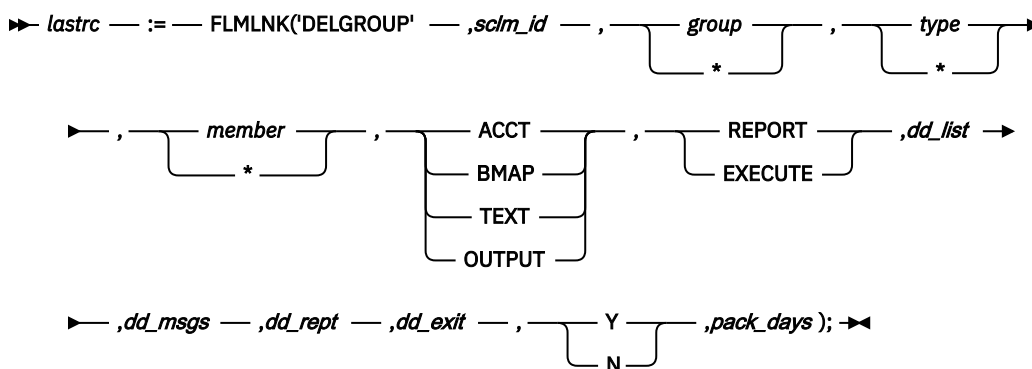 lastrc := FLMLNK('DELGROUP' ,sclm_id , group , type
* *
, member , ACCT , REPORT ,dd_list
* BMAP EXECUTE
TEXT
OUTPUT
,dd_msgs ,dd_rept ,dd_exit , Y ,pack_days );
N